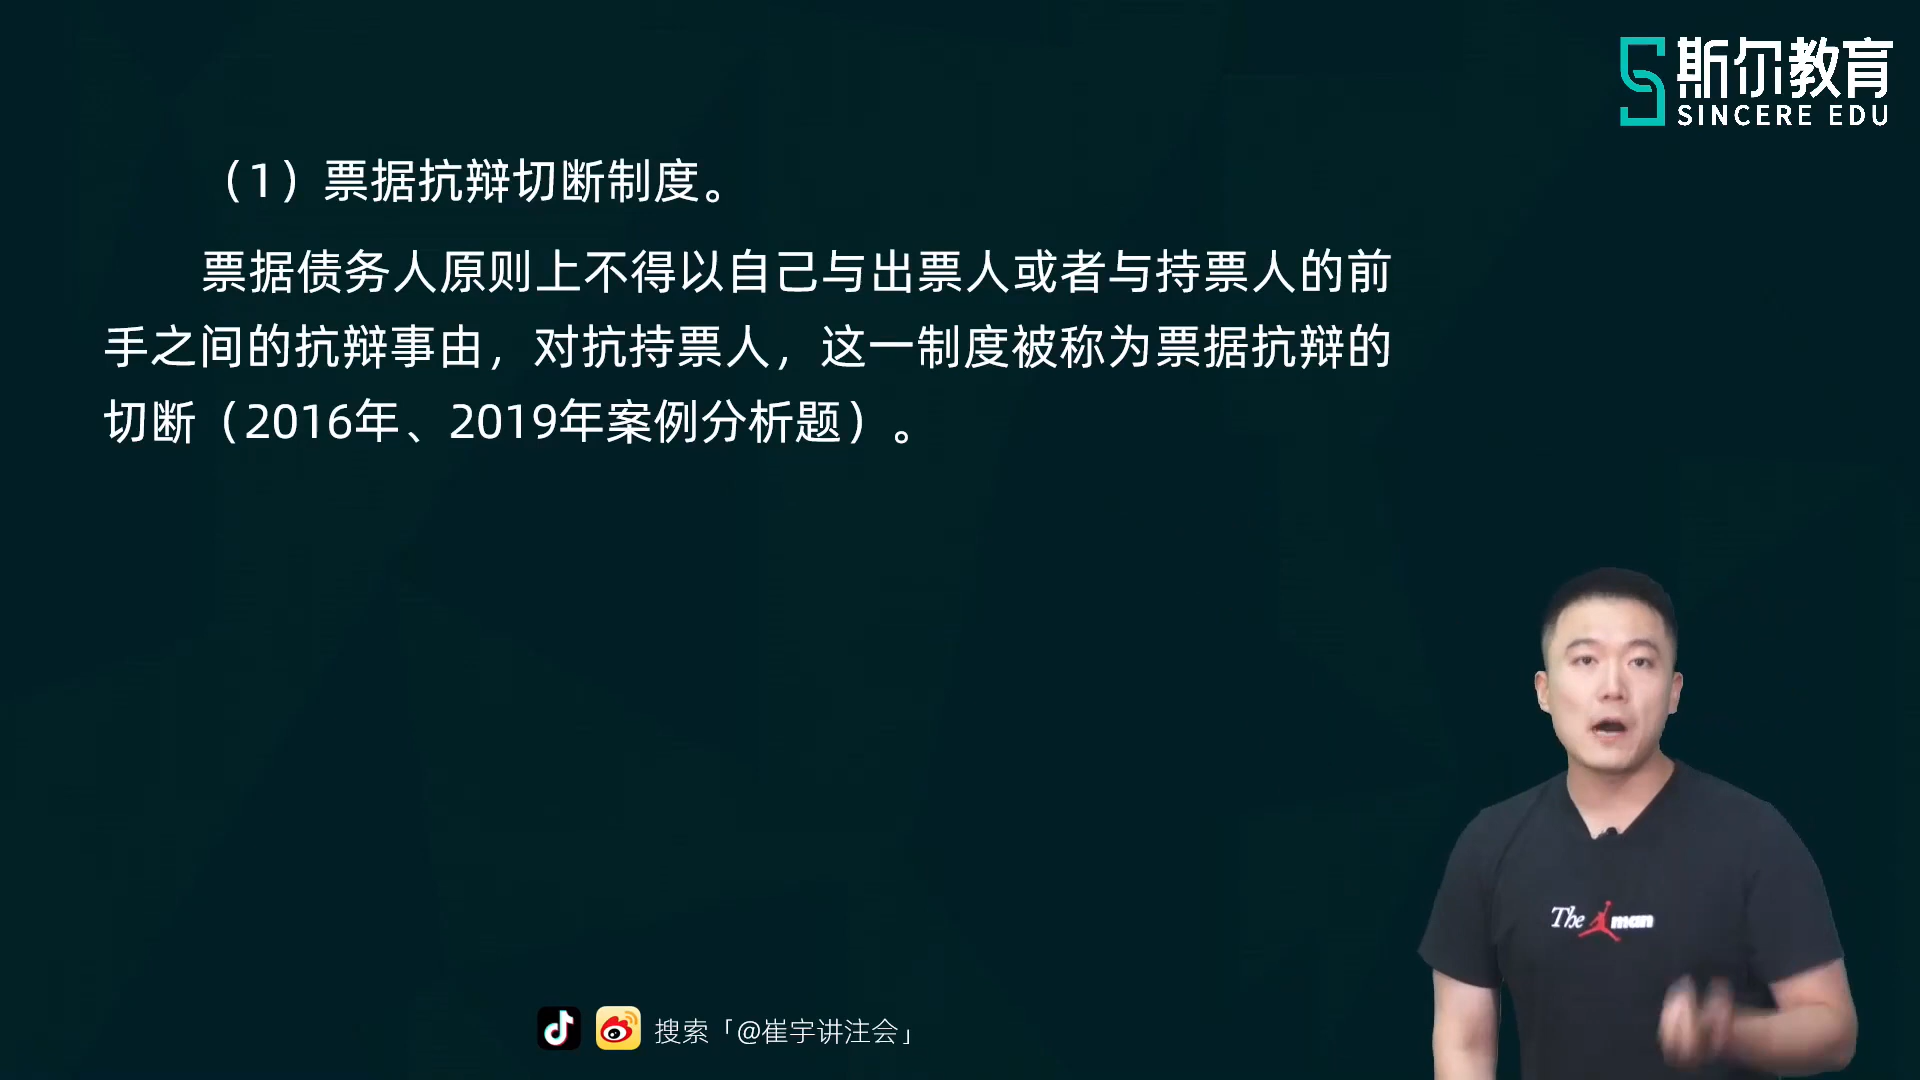 斯尔教育
SINCERE EDU
（1）票据抗辩切断制度。
票据债务人原则上不得以自己与出票人或者与持票人的前
手之间的抗辩事由，对抗持票人，这一制度被称为票据抗辩的
切断（2016年、2019年案例分析题）。
The man
搜索「@崔宇讲注会」